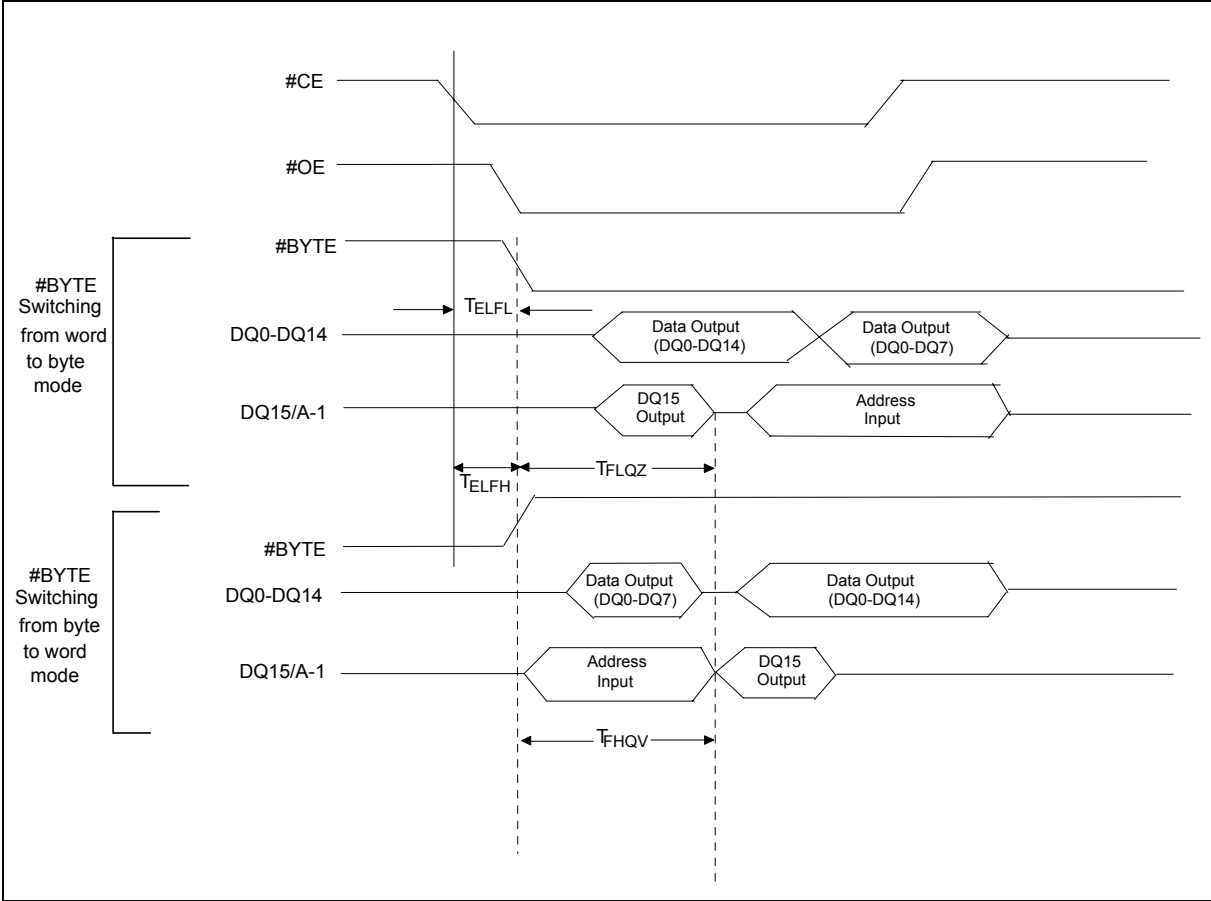 #CE
#OE
#BYTE
#BYTE
Switching
from word
to byte
mode
TELFL
DQ0-DQ14
Data Output
(DQ0-DQ14)
Data Output
(DQ0-DQ7)
DQ15/A-1
DQ15
Output
Address
Input
TELFH
TFLQZ
#BYTE
#BYTE
Switching
from byte
to word
mode
DQ0-DQ14
Data Output
(DQ0-DQ7)
Data Output
(DQ0-DQ14)
DQ15/A-1
Address
Input
DQ15
Output
TFHQV